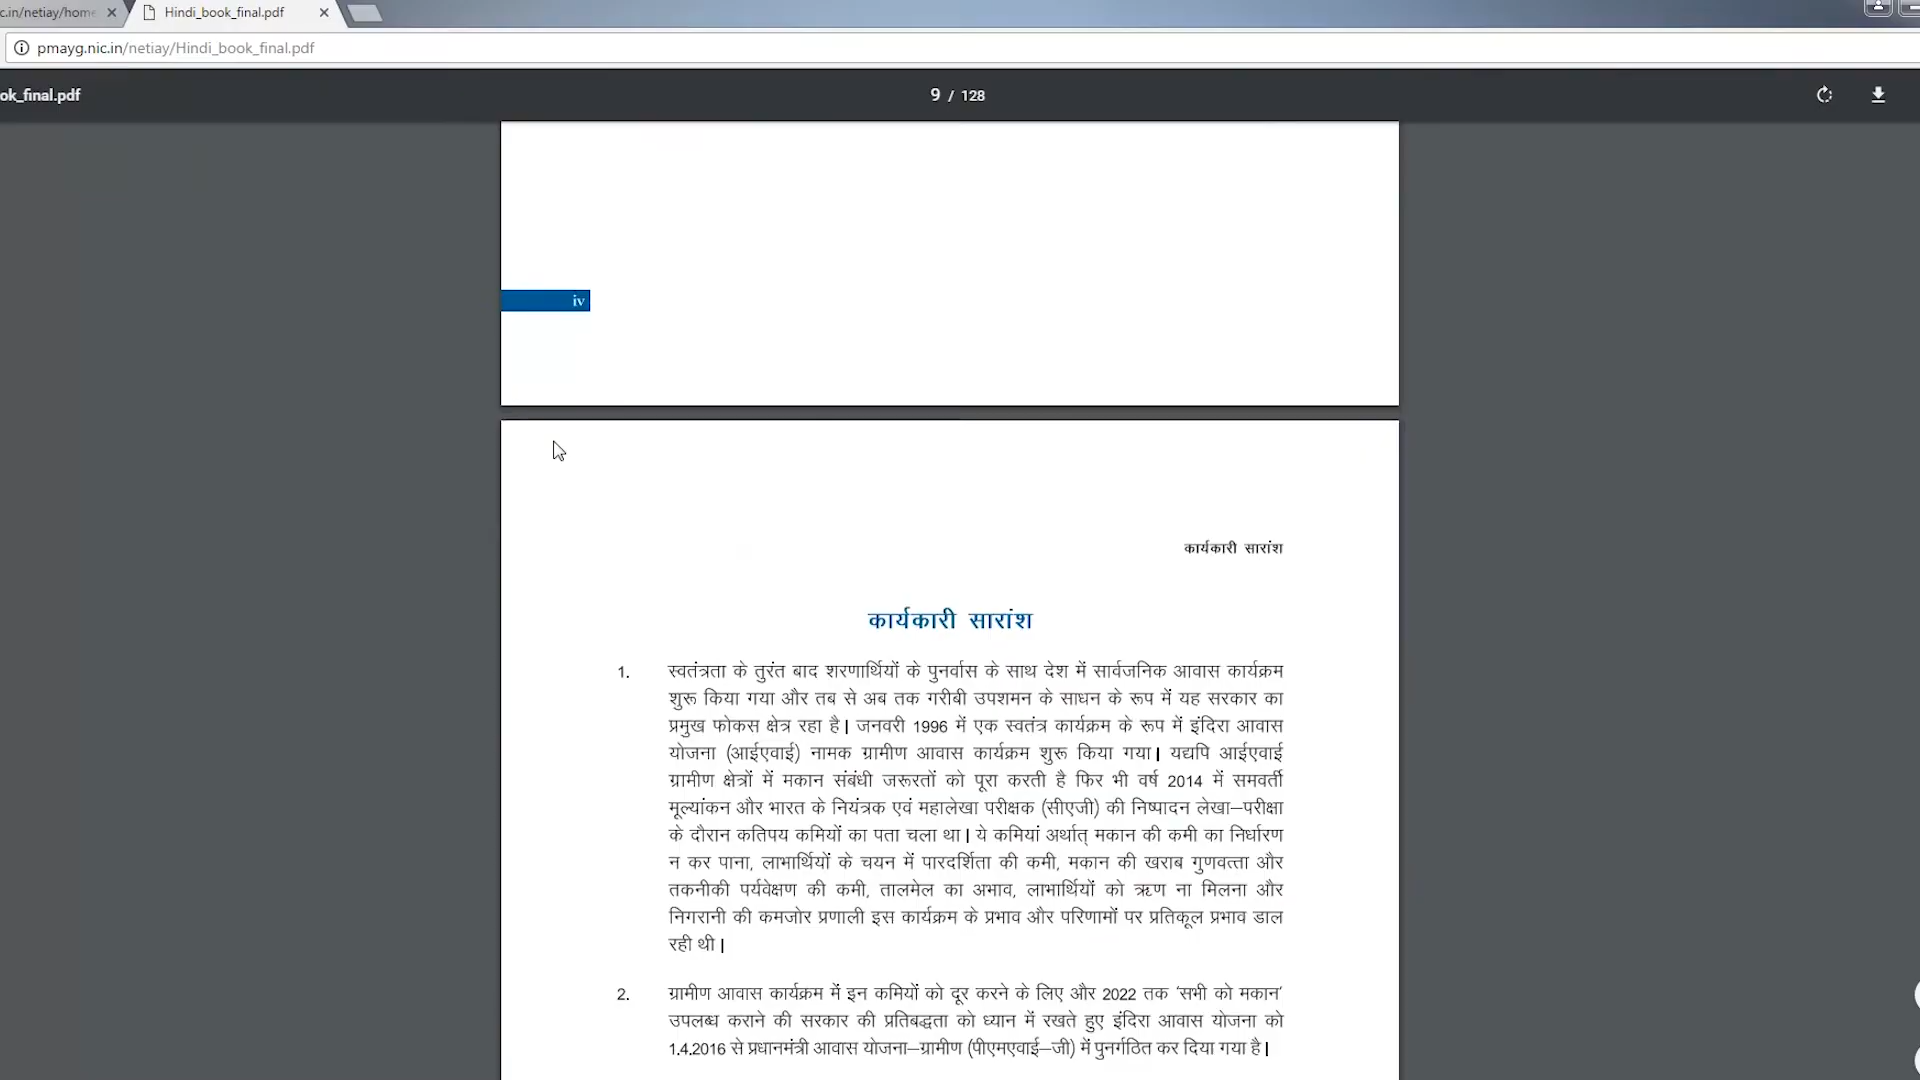 c.in/netiay/home
Hindi_book_final.pdf
pmayg.nic.in/netiay/Hindi_book_final.pdf
ok_final.pdf
9 / 128
iv
कार्यकारी सारांश
कार्यकारी सारांश
1. स्वतंत्रता के तुरंत बाद शरणार्थियों के पुनर्वास के साथ देश में सार्वजनिक आवास कार्यक्रम
शुरू किया गया और तब से अब तक गरीबी उपशमन के साधन के रूप में यह सरकार का
प्रमुख फोकस क्षेत्र रहा है। जनवरी 1996 में एक स्वतंत्र कार्यक्रम के रूप में इंदिरा आवास
योजना (आईएवाई) नामक ग्रामीण आवास कार्यक्रम शुरू किया गया। यद्यपि आईएवाई
ग्रामीण क्षेत्रों में मकान संबंधी जरूरतों को पूरा करती है फिर भी वर्ष 2014 में समवर्ती
मूल्यांकन और भारत के नियंत्रक एवं महालेखा परीक्षक (सीएजी) की निष्पादन लेखा–परीक्षा
के दौरान कतिपय कमियों का पता चला था। ये कमियां अर्थात् मकान की कमी का निर्धारण
न कर पाना, लाभार्थियों के चयन में पारदर्शिता की कमी, मकान की खराब गुणवत्ता और
तकनीकी पर्यवेक्षण की कमी, तालमेल का अभाव, लाभार्थियों को ऋण ना मिलना और
निगरानी की कमजोर प्रणाली इस कार्यक्रम के प्रभाव और परिणामों पर प्रतिकूल प्रभाव डाल
रही थी।
2. ग्रामीण आवास कार्यक्रम में इन कमियों को दूर करने के लिए और 2022 तक 'सभी को मकान'
उपलब्ध कराने की सरकार की प्रतिबद्धता को ध्यान में रखते हुए इंदिरा आवास योजना को
1.4.2016 से प्रधानमंत्री आवास योजना–ग्रामीण (पीएमएवाई–जी) में पुनर्गठित कर दिया गया है।